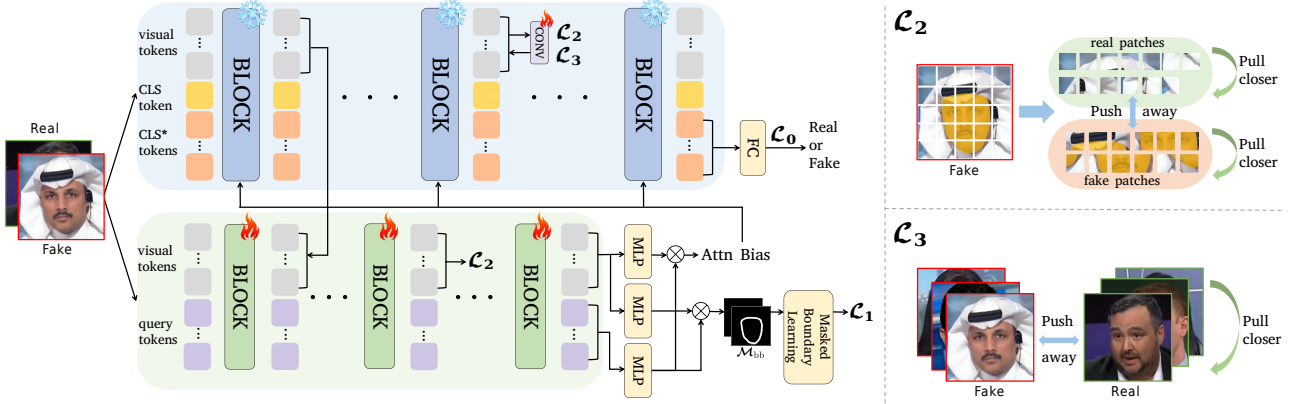 visual
tokens
CLS
token
CLS*
tokens
BLOCK
BLOCK
BLOCK
CONV
𝓛₂
𝓛₃
FC
𝓛₀
Real
or
Fake
Real
Fake
visual
tokens
query
tokens
BLOCK
BLOCK
BLOCK
𝓛₂
MLP
MLP
MLP
Attn Bias
𝓜bb
Masked
Boundary
Learning
𝓛₁
𝓛₂
Fake
real patches
Push away
fake patches
Pull
closer
Pull
closer
𝓛₃
Fake
Push
away
Real
Pull
closer